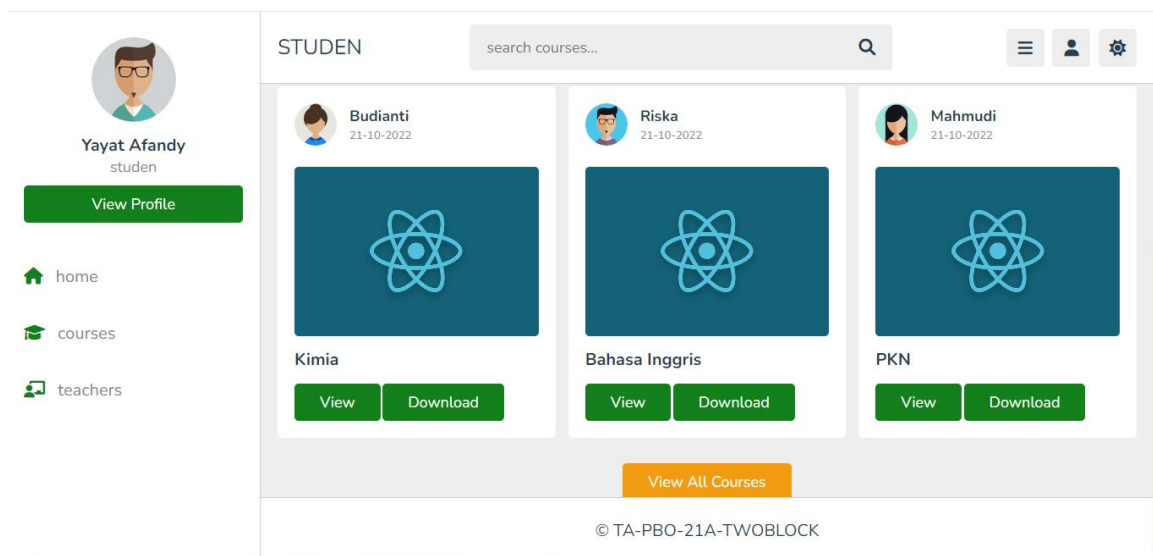 STUDEN
search courses...
Yayat Afandy
studen
View Profile
home
courses
teachers
Budianti
21-10-2022
Kimia
View Download
Riska
21-10-2022
Bahasa Inggris
View Download
Mahmudi
21-10-2022
PKN
View Download
View All Courses
© TA-PBO-21A-TWOBLOCK